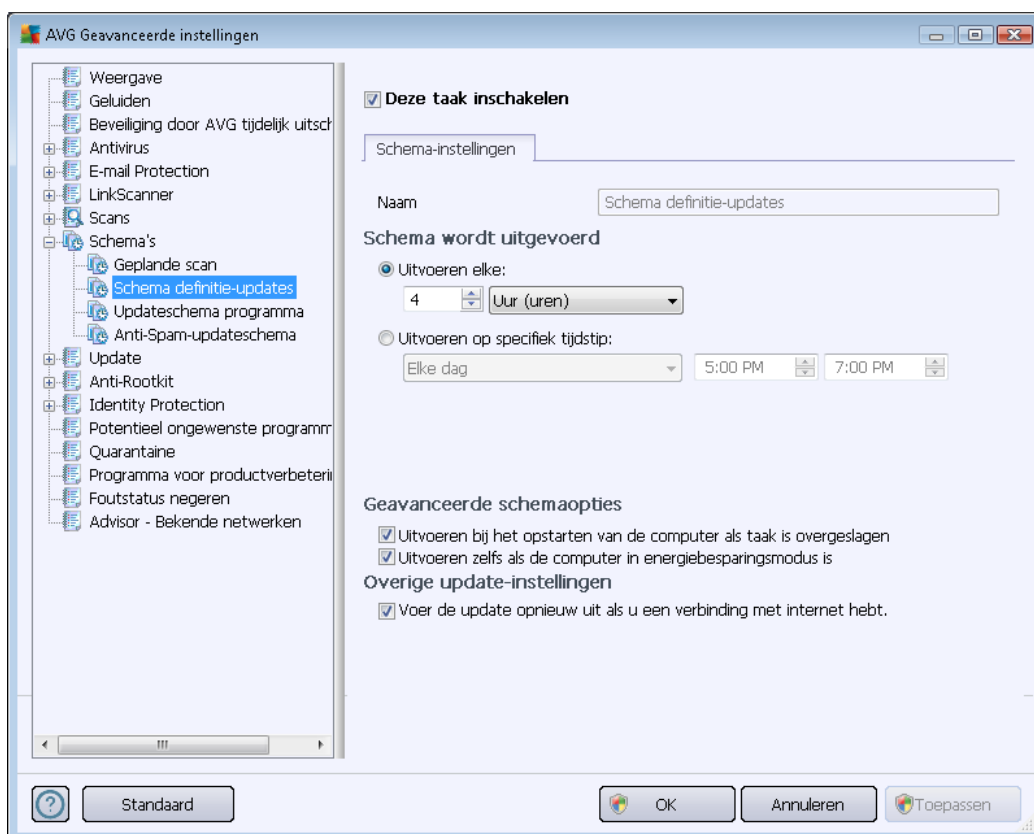 AVG Geavanceerde instellingen
Weergave
Geluiden
Beveiliging door AVG tijdelijk uitsch
Antivirus
E-mail Protection
LinkScanner
Scans
Schema's
Geplande scan
Schema definitie-updates
Updateschema programma
Anti-Spam-updateschema
Update
Anti-Rootkit
Identity Protection
Potentieel ongewenste programm
Quarantaine
Programma voor productverbeterii
Foutstatus negeren
Advisor - Bekende netwerken
Deze taak inschakelen
Schema-instellingen
Naam Schema definitie-updates
Schema wordt uitgevoerd
Uitvoeren elke:
4 Uur (uren)
Uitvoeren op specifiek tijdstip:
Elke dag 5:00 PM 7:00 PM
Geavanceerde schemaopties
Uitvoeren bij het opstarten van de computer als taak is overgeslagen
Uitvoeren zelfs als de computer in energiebesparingsmodus is
Overige update-instellingen
Voer de update opnieuw uit als u een verbinding met internet hebt.
? Standaard OK Annuleren Toepassen